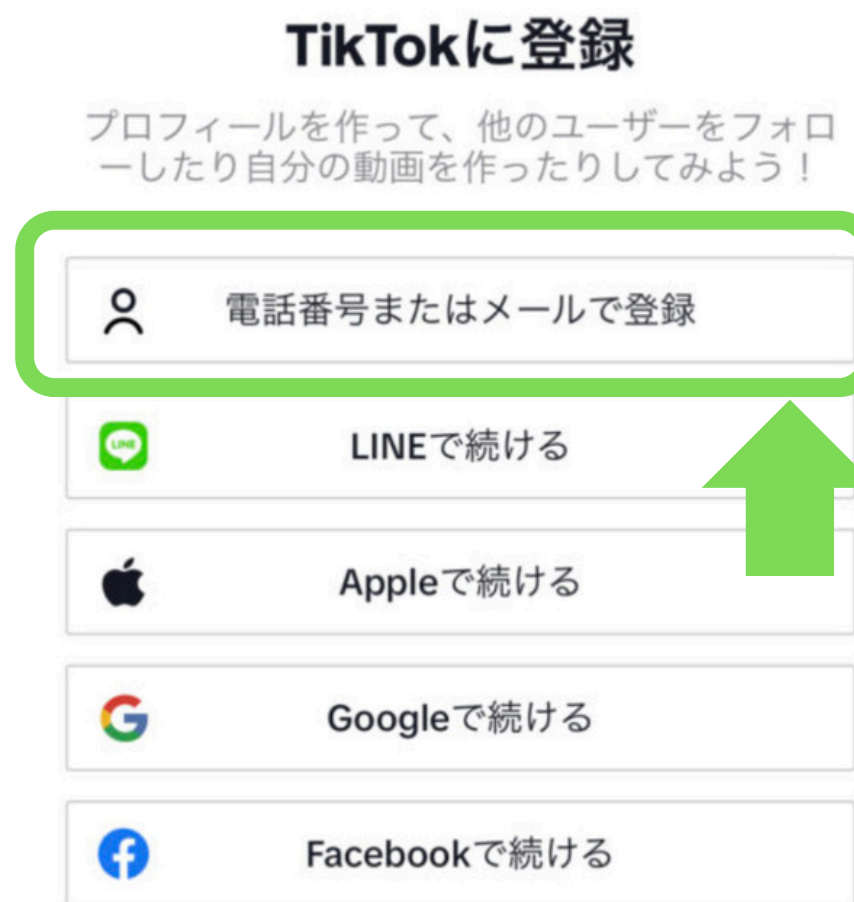 TikTokに登録
プロフィールを作って、他のユーザーをフォロ
ーしたり自分の動画を作ったりしてみよう！
電話番号またはメールで登録
LINE
LINEで続ける
Appleで続ける
Googleで続ける
Facebookで続ける